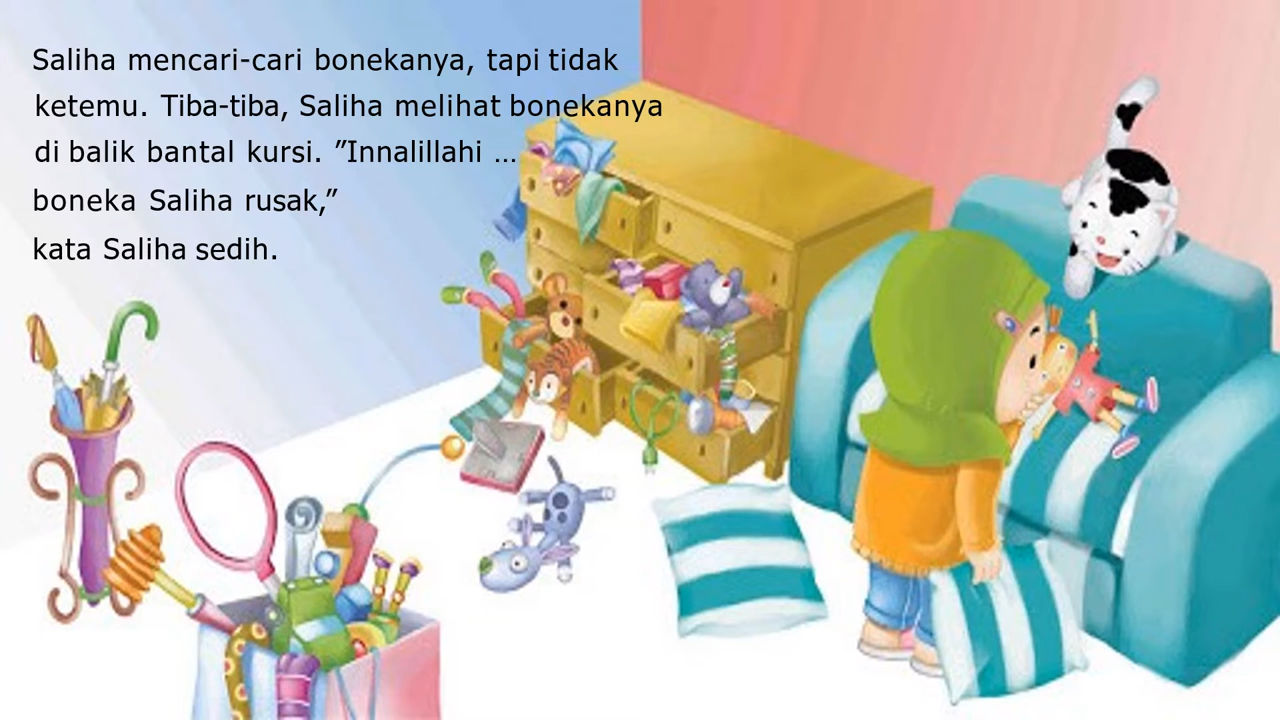 Saliha mencari-cari bonekanya, tapi tidak
ketemu. Tiba-tiba, Saliha melihat bonekanya
di balik bantal kursi. ”Innalillahi ...
boneka Saliha rusak,”
kata Saliha sedih.